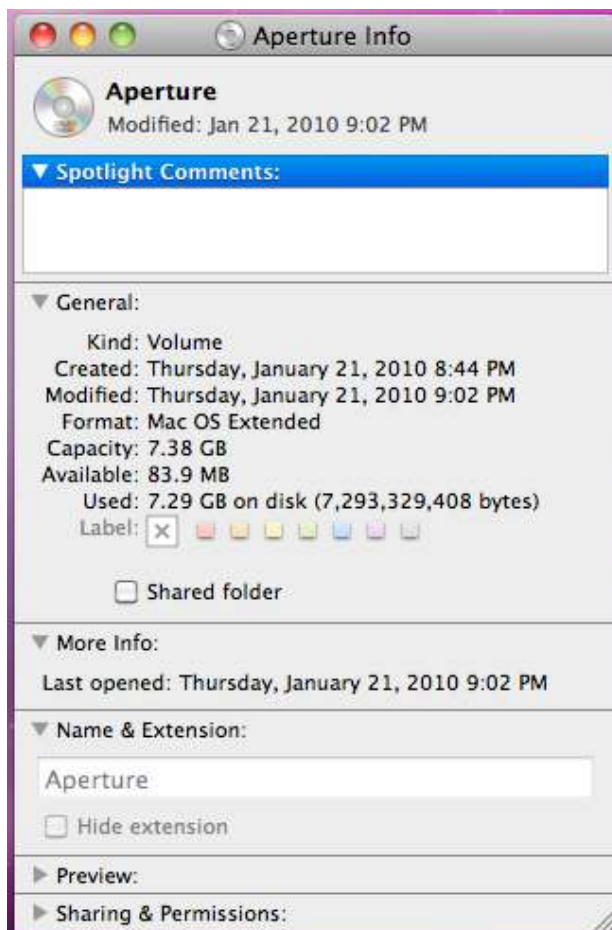 Aperture Info
Aperture
Modified: Jan 21, 2010 9:02 PM
Spotlight Comments:
General:
Kind: Volume
Created: Thursday, January 21, 2010 8:44 PM
Modified: Thursday, January 21, 2010 9:02 PM
Format: Mac OS Extended
Capacity: 7.38 GB
Available: 83.9 MB
Used: 7.29 GB on disk (7,293,329,408 bytes)
Label:
Shared folder
More Info:
Last opened: Thursday, January 21, 2010 9:02 PM
Name & Extension:
Aperture
Hide extension
Preview:
Sharing & Permissions: